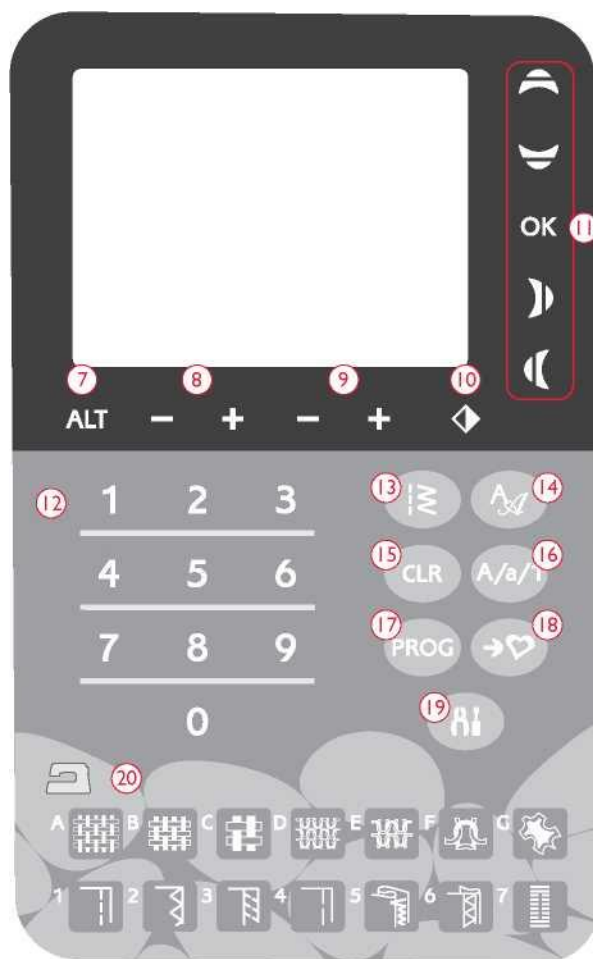 OK 11
7 8 9 10
ALT − + − +
12 1 2 3 13 14
4 5 6 15 CLR 16 A/a/1
7 8 9 17 PROG 18
0 19
20
A B C D E F G
1 2 3 4 5 6 7